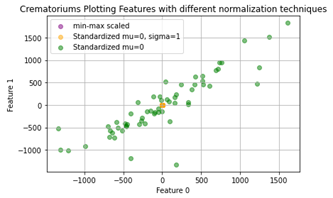 Crematoriums Plotting Features with different normalization techniques
min-max scaled
Standardized mu=0, sigma=1
Standardized mu=0
1500
1000
500
0
−500
−1000
Feature 1
−1000 −500 0 500 1000 1500
Feature 0